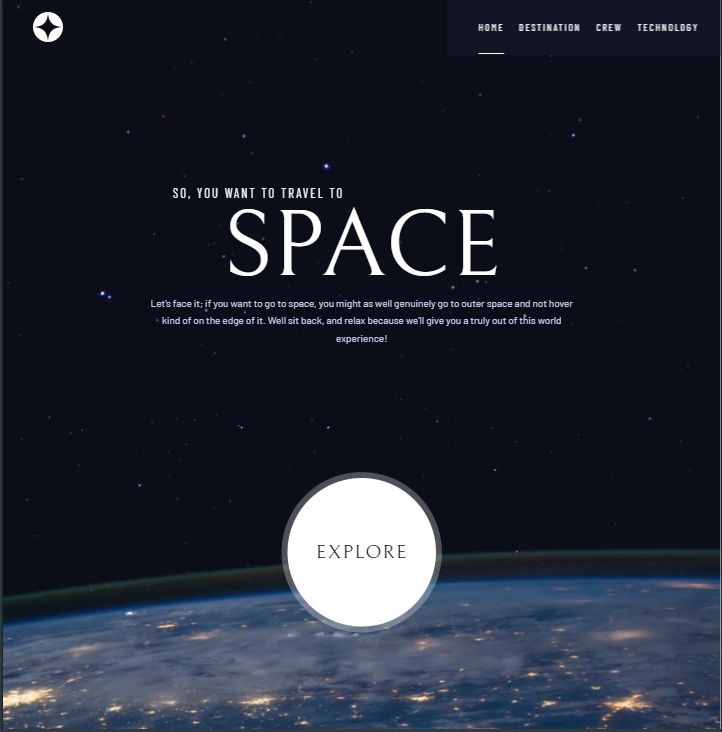 HOME DESTINATION CREW TECHNOLOGY
SO, YOU WANT TO TRAVEL TO
SPACE
Let's face it; if you want to go to space, you might as well genuinely go to outer space and not hover
kind of on the edge of it. Well sit back, and relax because we'll give you a truly out of this world
experience!
EXPLORE